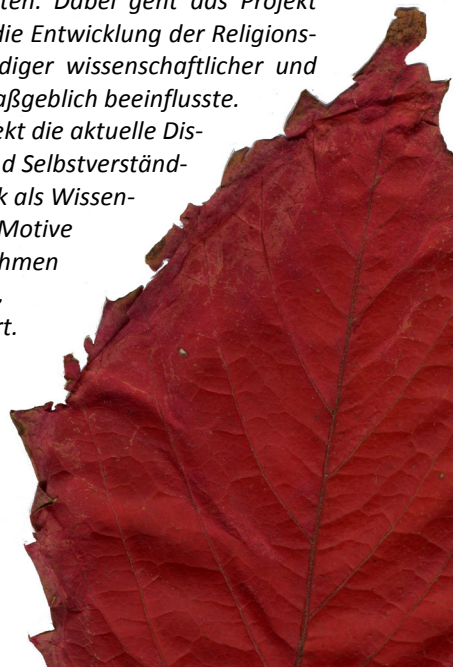 ten. Dabei geht das Projekt
die Entwicklung der Religions-
diger wissenschaftlicher und
aßgeblich beeinflusste.
ekt die aktuelle Dis-
d Selbstverständ-
k als Wissen-
Motive
hmen
rt.